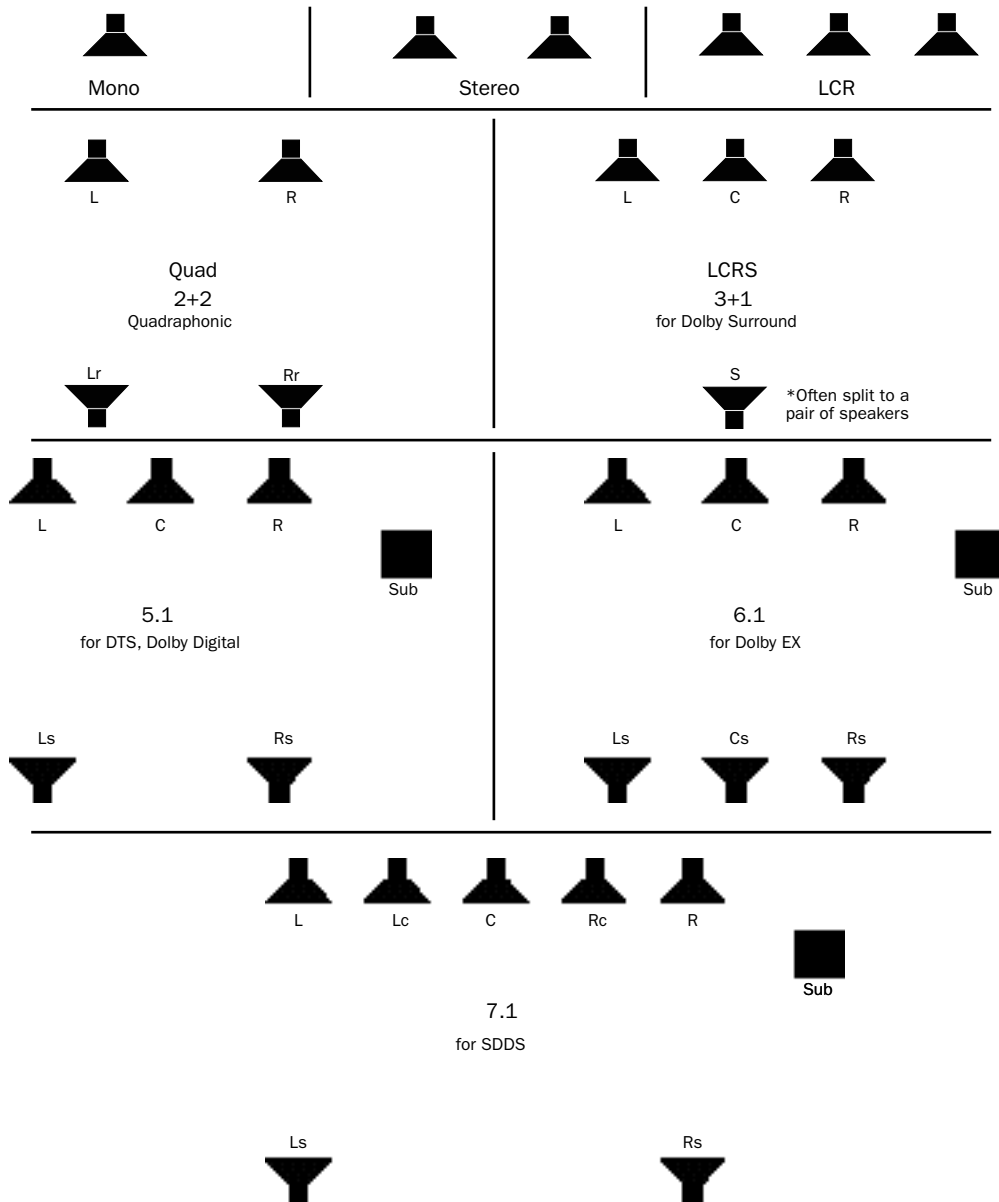 Mono
Stereo
LCR
L
R
Quad
2+2
Quadraphonic
Lr
Rr
L
C
R
LCRS
3+1
for Dolby Surround
S
*Often split to a
pair of speakers
L
C
R
Sub
5.1
for DTS, Dolby Digital
Ls
Rs
L
C
R
Sub
6.1
for Dolby EX
Ls
Cs
Rs
L
Lc
C
Rc
R
Sub
7.1
for SDDS
Ls
Rs